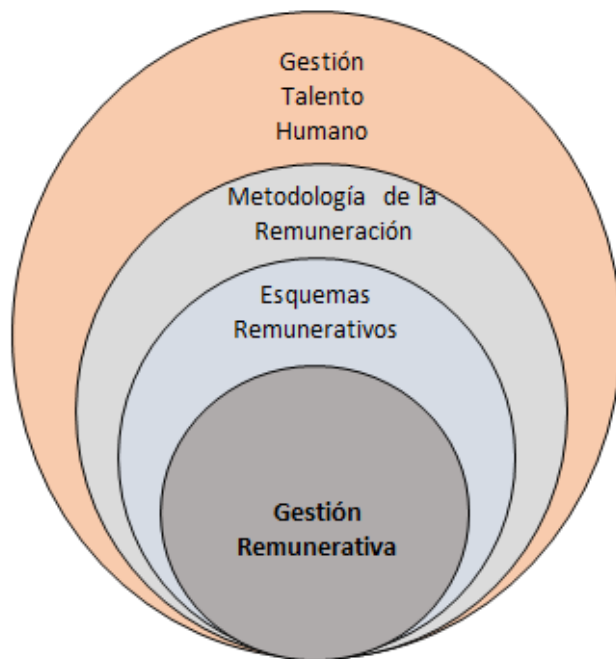 Gestión
Talento
Humano
Metodología de la
Remuneración
Esquemas
Remunerativos
Gestión
Remunerativa